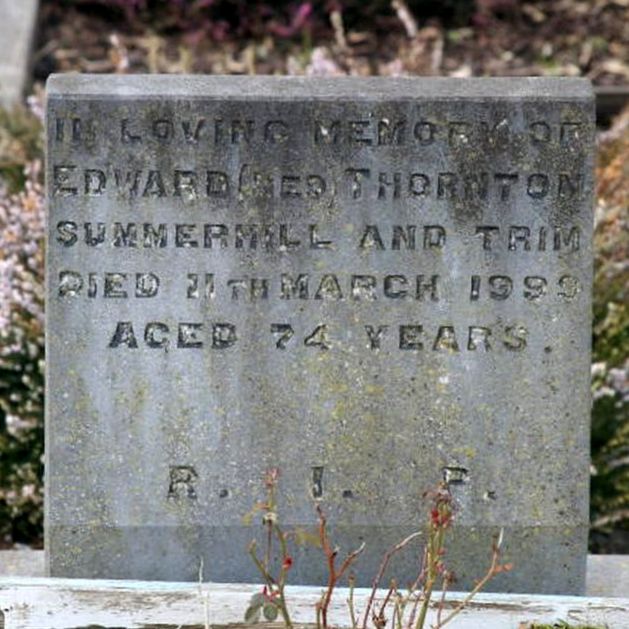 IN LOVING MEMORY OF
EDWARD (NED) THORNTON
SUMMERHILL AND TRIM
DIED 11TH MARCH 1999
AGED 74 YEARS.
R. I. P.